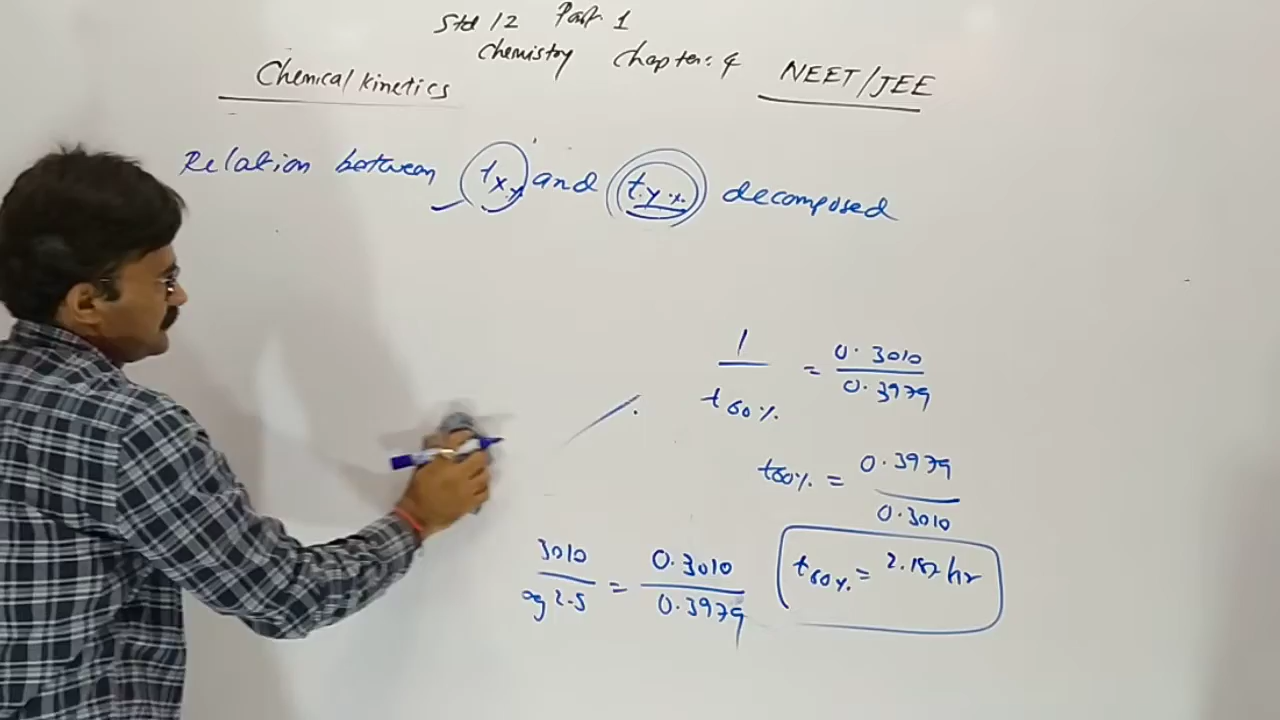 Std 12 Part 1
Chemistry Chapter: 4 NEET/JEE
Chemical kinetics
Relation between tx% and ty% decomposed
1/t60% = 0.3010/0.3979
t60% = 0.3979/0.3010
3010/og 2.5 = 0.3010/0.3979
t60% = 2.187 hr